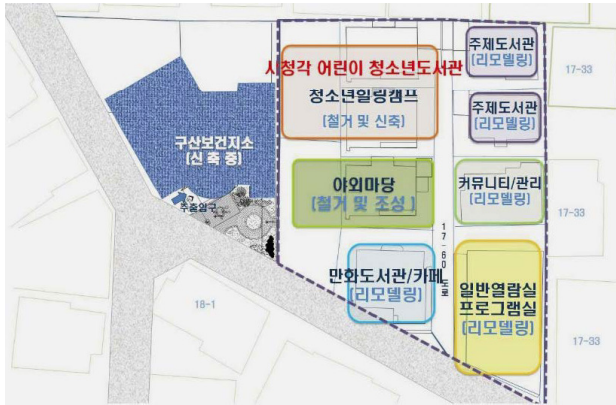 시청각 어린이 청소년도서관
청소년일링캠프
(철거 및 신축)
주제도서관
(리모델링)
17-33
주제도서관
(리모델링)
구산보건지소
(신 축 중)
주출입구
야외마당
(철거 및 조성)
커뮤니티/관리
(리모델링)
17-33
17-60 도로
만화도서관/카페
(리모델링)
일반열람실
프로그램실
(리모델링)
18-1
17-33